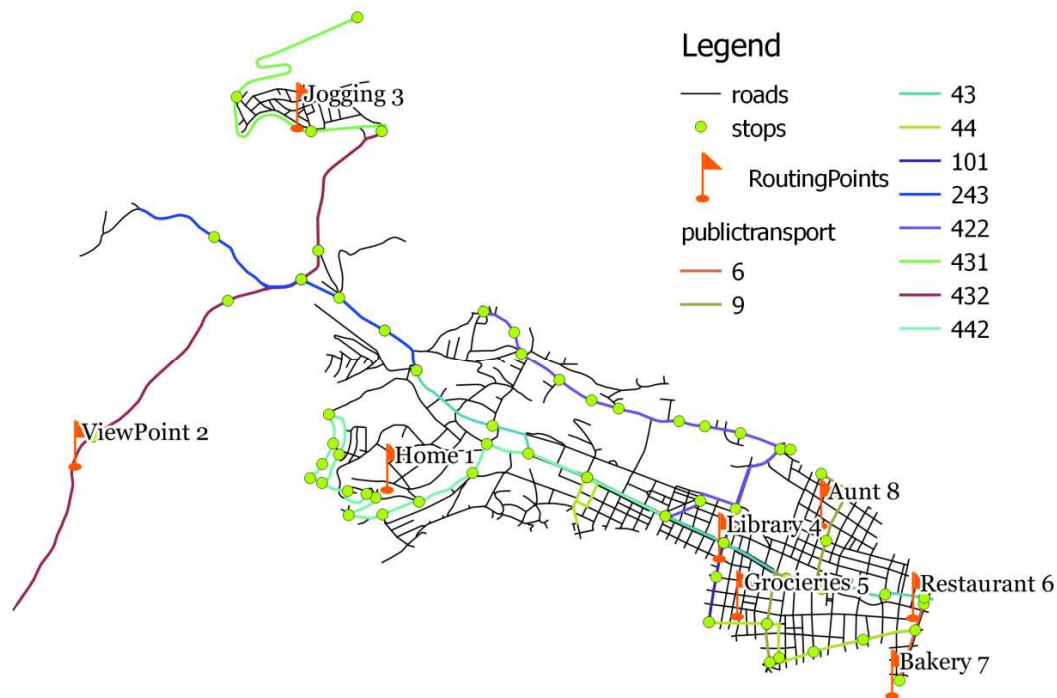 Legend
roads
stops
RoutingPoints
publictransport
6
9
43
44
101
243
422
431
432
442
Jogging 3
ViewPoint 2
Home 1
Aunt 8
Library 4
Grocieries 5
Restaurant 6
Bakery 7